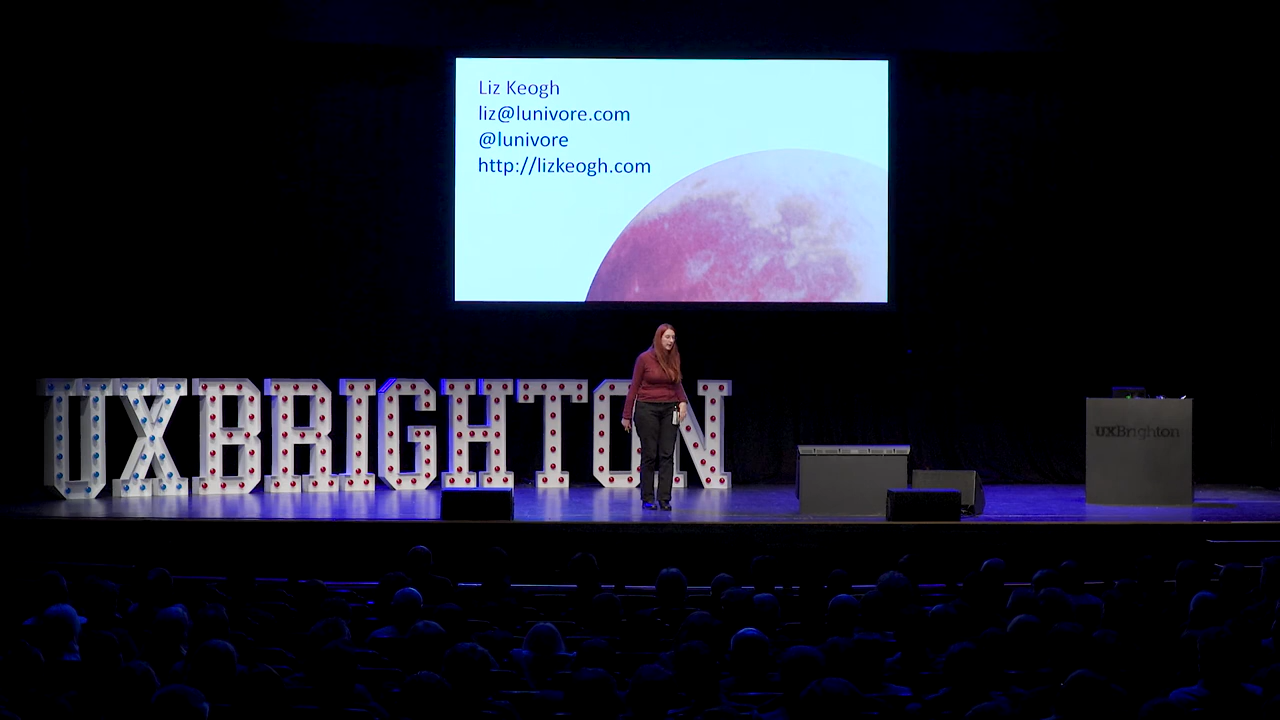 Liz Keogh
liz@lunivore.com
@lunivore
http://lizkeogh.com
UXBRIGHTON
UXBrighton